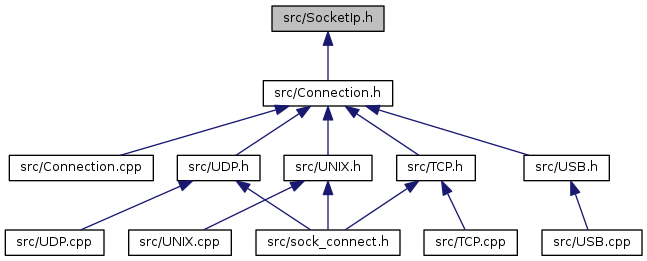 src/SocketIp.h
src/Connection.h
src/Connection.cpp
src/UDP.h
src/UNIX.h
src/TCP.h
src/USB.h
src/UDP.cpp
src/UNIX.cpp
src/sock_connect.h
src/TCP.cpp
src/USB.cpp